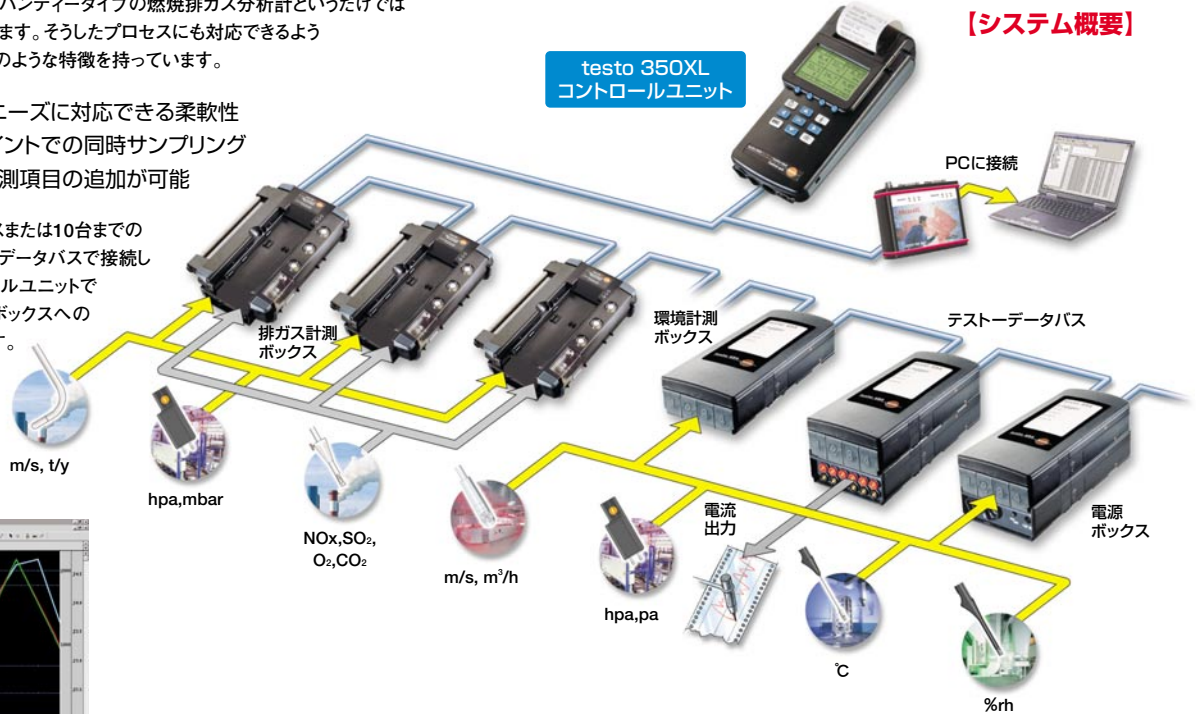 ハンディータイプの燃焼排ガス分析計というだけでは
ます。そうしたプロセスにも対応できるよう
のような特徴を持っています。
ニーズに対応できる柔軟性
イントでの同時サンプリング
測項目の追加が可能
スまたは10台までの
データバスで接続し
ルユニットで
ボックスへの
す。
【システム概要】
testo 350XL
コントロールユニット
PCに接続
排ガス計測
ボックス
環境計測
ボックス
テストーデータバス
電源
ボックス
電流
出力
m/s, t/y
hpa,mbar
NOx,SO₂,
O₂,CO₂
m/s, m³/h
hpa,pa
℃
%rh